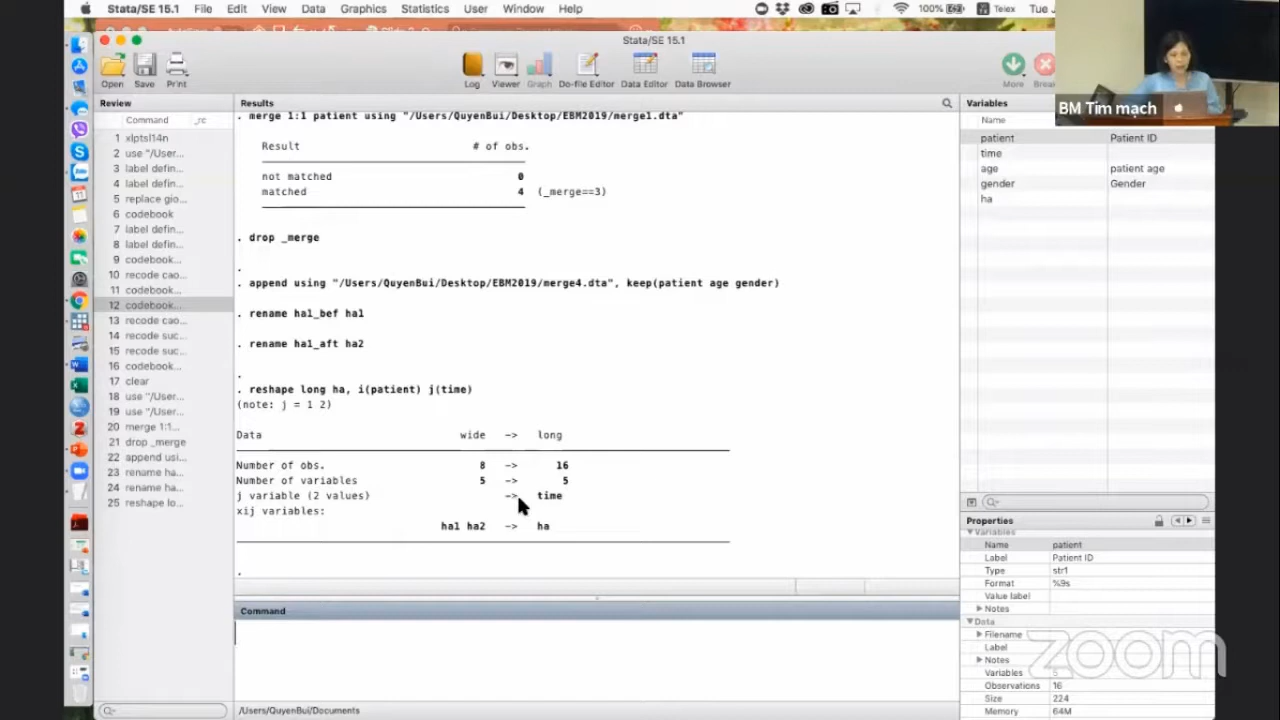 Stata/SE 15.1 File Edit View Data Graphics Statistics User Window Help 100% Telex Tue
Stata/SE 15.1
Open Save Print Log Viewer Graph Do-file Editor Data Editor Data Browser More Break
BM Tim mạch
Review
Command _rc
1 xlptsl14n
2 use "/User...
3 label defin...
4 label defin...
5 replace gio...
6 codebook
7 label defin...
8 label defin...
9 codebook...
10 recode cao...
11 codebook...
12 codebook...
13 recode cao...
14 recode suc...
15 recode suc...
16 codebook...
17 clear
18 use "/User...
19 use "/User...
20 merge 1:1...
21 drop _merge
22 append usi...
23 rename ha...
24 rename ha...
25 reshape lo...
Results
. merge 1:1 patient using "/Users/QuyenBui/Desktop/EBM2019/merge1.dta"
Result # of obs.
not matched 0
matched 4 (_merge==3)
. drop _merge
.
. append using "/Users/QuyenBui/Desktop/EBM2019/merge4.dta", keep(patient age gender)
. rename ha1_bef ha1
. rename ha1_aft ha2
.
. reshape long ha, i(patient) j(time)
(note: j = 1 2)
Data wide -> long
Number of obs. 8 -> 16
Number of variables 5 -> 5
j variable (2 values) -> time
xij variables:
ha1 ha2 -> ha
.
Command
/Users/QuyenBui/Documents
Variables
Name
patient Patient ID
time
age patient age
gender Gender
ha
Properties
Variables
Name patient
Label Patient ID
Type str1
Format %9s
Value label
Notes
Data
Filename
Label
Notes
Variables 5
Observations 16
Size 224
Memory 64M
zoom